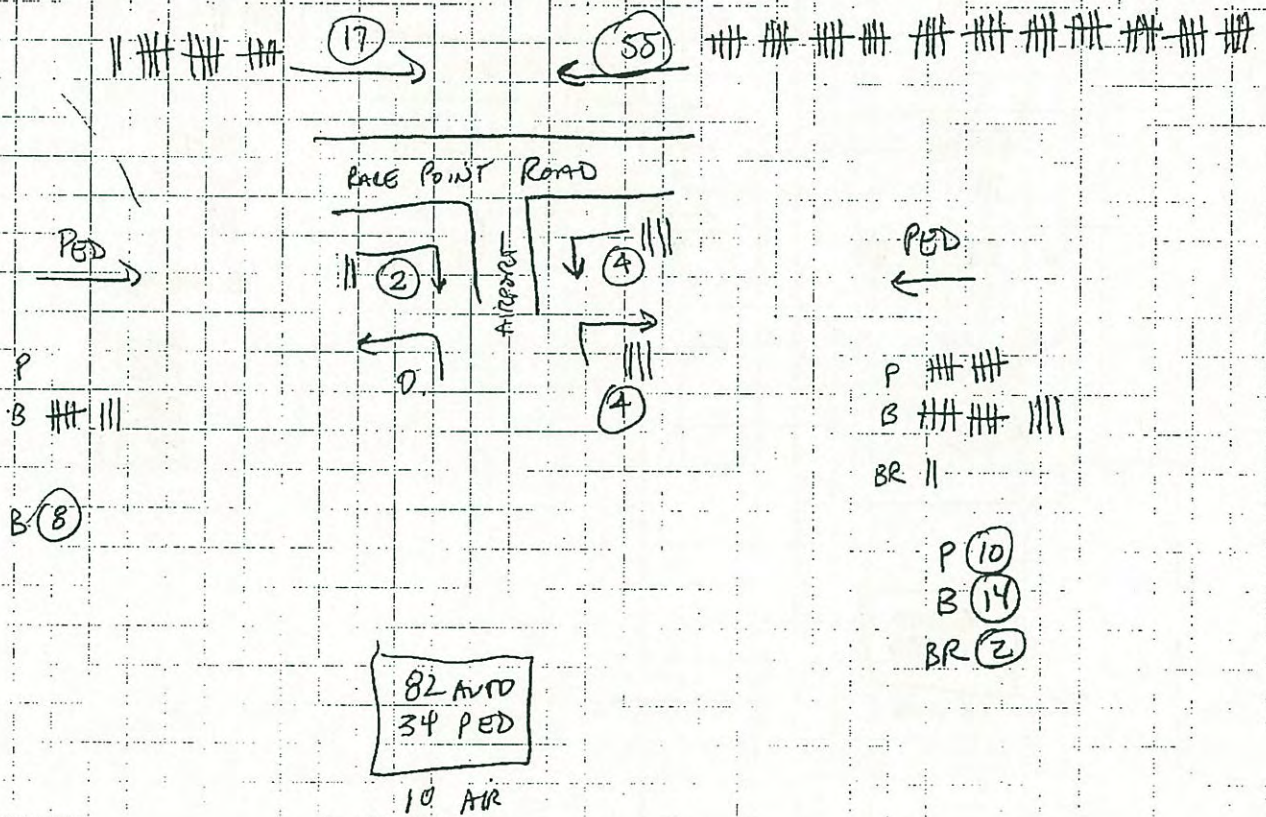 17 55
RACE POINT ROAD
AIRPORT
PED PED
2 4
0
4
P
B
B 8
P
B
BR
P 10
B 14
BR 2
82 AUTO
34 PED
10 AIR